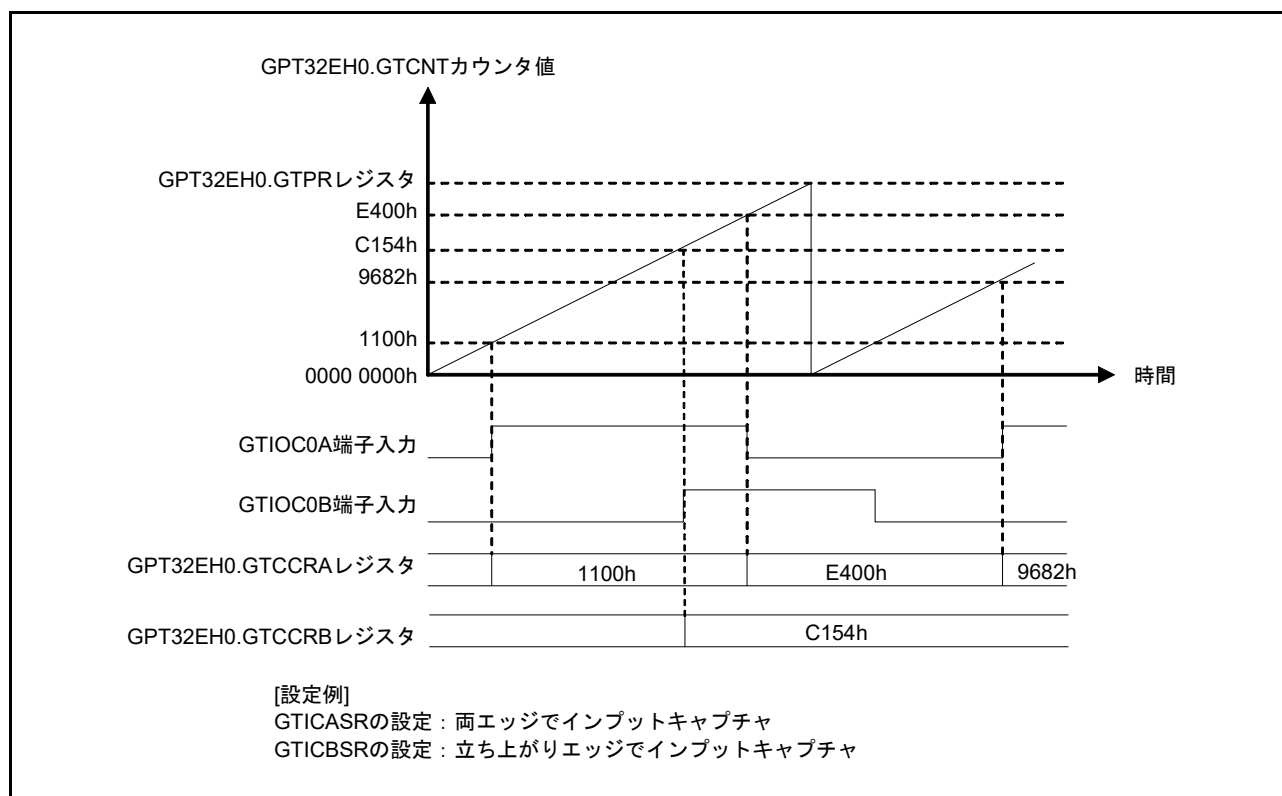 GPT32EH0.GTCNTカウンタ値
GPT32EH0.GTPRレジスタ
E400h
C154h
9682h
1100h
0000 0000h
時間
GTIOC0A端子入力
GTIOC0B端子入力
GPT32EH0.GTCCRAレジスタ
1100h
E400h
9682h
GPT32EH0.GTCCRBレジスタ
C154h
[設定例]
GTICASRの設定：両エッジでインプットキャプチャ
GTICBSRの設定：立ち上がりエッジでインプットキャプチャ